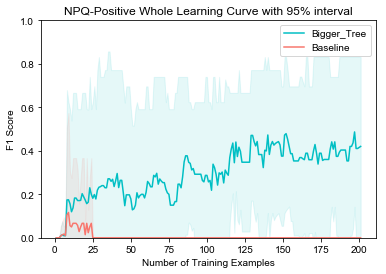 NPQ-Positive Whole Learning Curve with 95% interval
Bigger_Tree
Baseline
F1 Score
1.0
0.8
0.6
0.4
0.2
0.0
0 25 50 75 100 125 150 175 200
Number of Training Examples